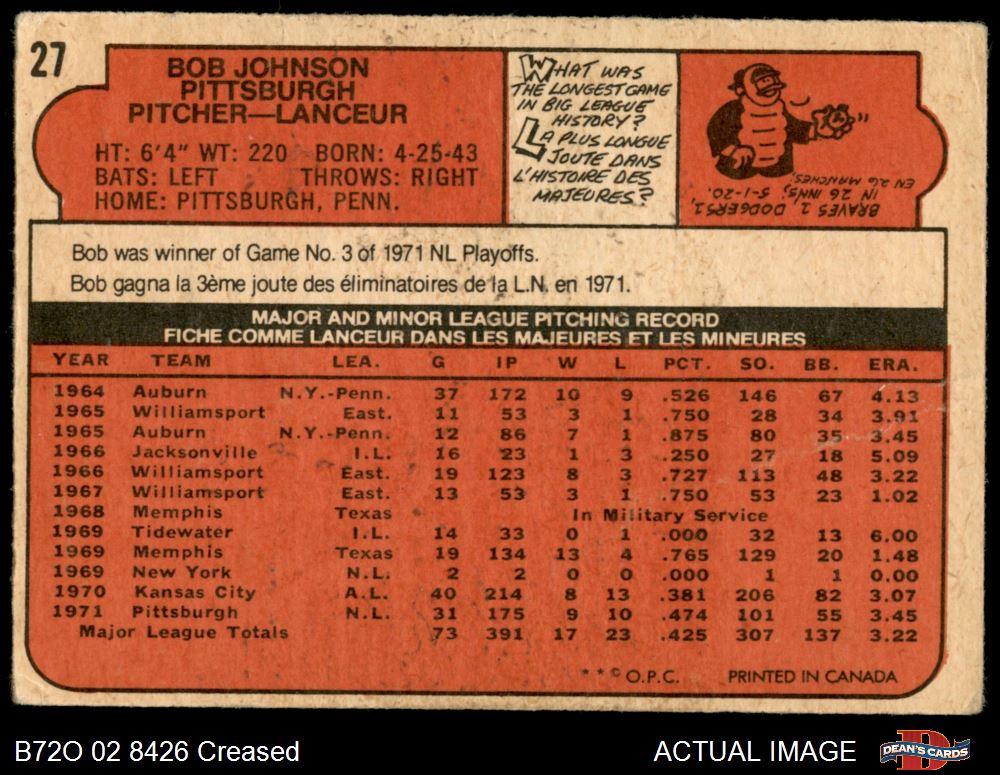 27
BOB JOHNSON
PITTSBURGH
PITCHER—LANCEUR
HT: 6'4" WT: 220 BORN: 4-25-43
BATS: LEFT THROWS: RIGHT
HOME: PITTSBURGH, PENN.
WHAT WAS
THE LONGEST GAME
IN BIG LEAGUE
HISTORY?
LA PLUS LONGUE
JOUTE DANS
L'HISTOIRE DES
MAJEURES?
BRAVES 1, DODGERS 1,
IN 26 INNS, 5-1-20.
EN 26 MANCHES.
Bob was winner of Game No. 3 of 1971 NL Playoffs.
Bob gagna la 3ème joute des éliminatoires de la L.N. en 1971.
MAJOR AND MINOR LEAGUE PITCHING RECORD
FICHE COMME LANCEUR DANS LES MAJEURES ET LES MINEURES
YEAR TEAM LEA. G IP W L PCT. SO. BB. ERA.
1964 Auburn N.Y.-Penn. 37 172 10 9 .526 146 67 4.13
1965 Williamsport East. 11 53 3 1 .750 28 34 3.91
1965 Auburn N.Y.-Penn. 12 86 7 1 .875 80 35 3.45
1966 Jacksonville I.L. 16 23 1 3 .250 27 18 5.09
1966 Williamsport East. 19 123 8 3 .727 113 48 3.22
1967 Williamsport East. 13 53 3 1 .750 53 23 1.02
1968 Memphis Texas In Military Service
1969 Tidewater I.L. 14 33 0 1 .000 32 13 6.00
1969 Memphis Texas 19 134 13 4 .765 129 20 1.48
1969 New York N.L. 2 2 0 0 .000 1 1 0.00
1970 Kansas City A.L. 40 214 8 13 .381 206 82 3.07
1971 Pittsburgh N.L. 31 175 9 10 .474 101 55 3.45
Major League Totals 73 391 17 23 .425 307 137 3.22
**© O.P.C. PRINTED IN CANADA
B72O 02 8426 Creased
ACTUAL IMAGE
D
DEAN'S CARDS